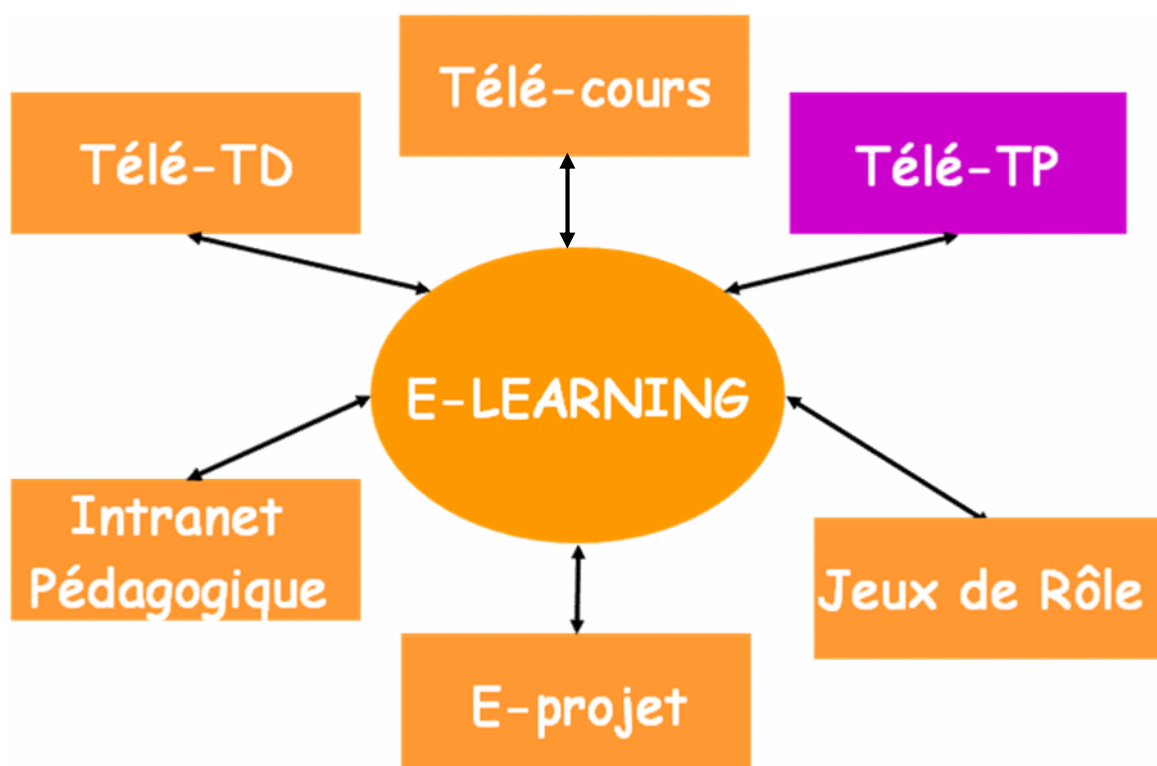 Télé-cours
Télé-TD
Télé-TP
E-LEARNING
Intranet
Pédagogique
Jeux de Rôle
E-projet